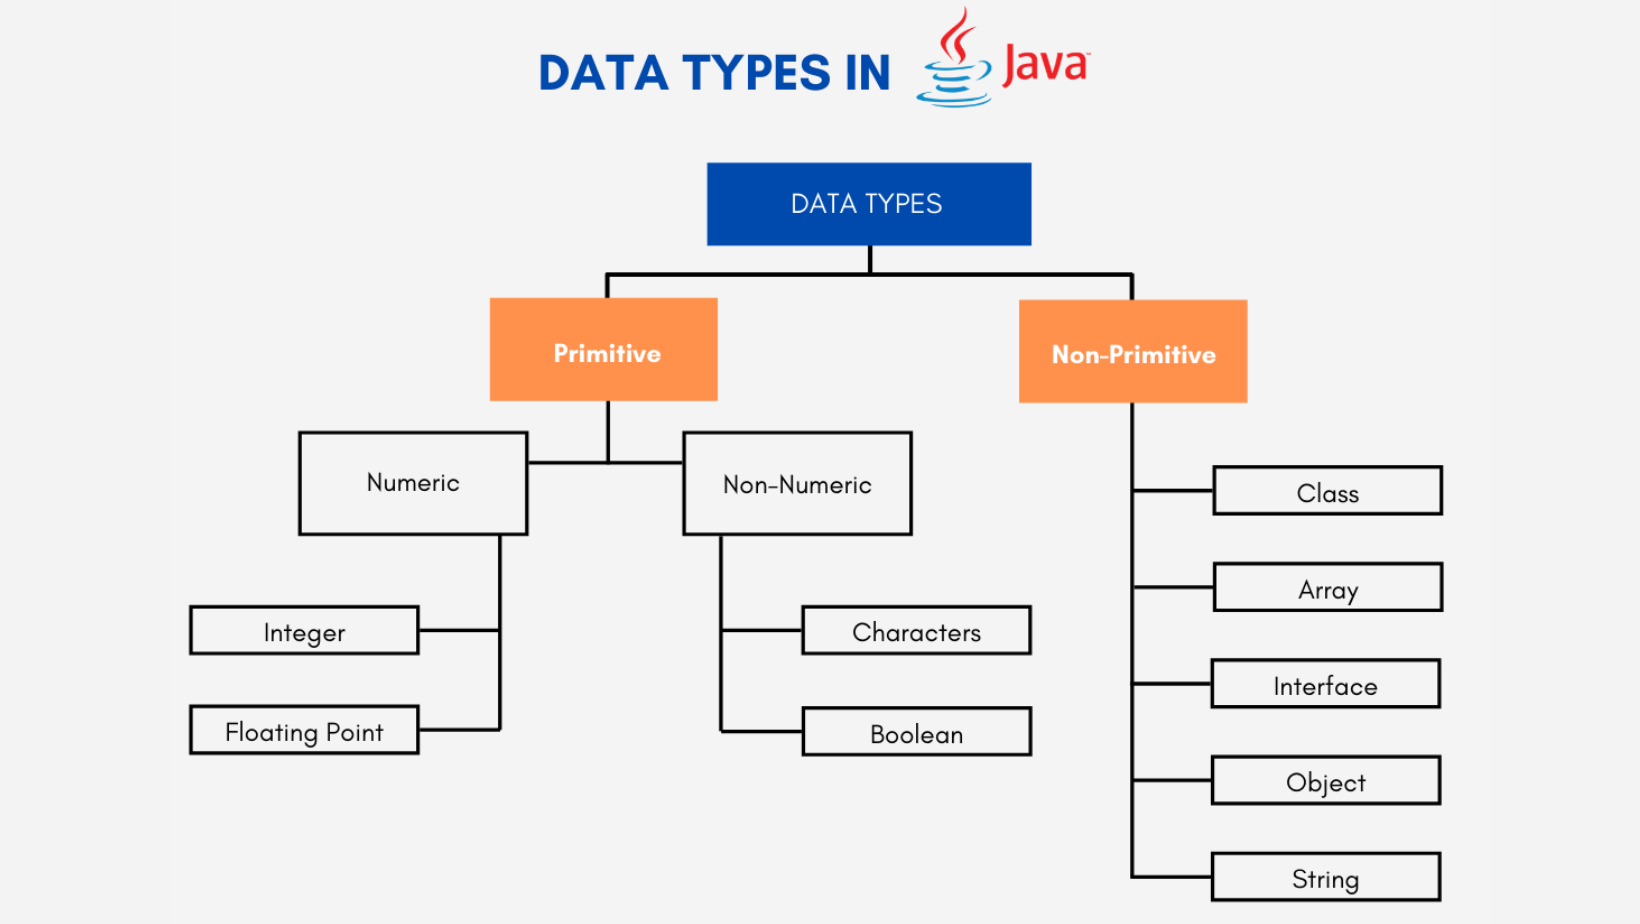 DATA TYPES IN Java™
DATA TYPES
Primitive
Non-Primitive
Numeric
Non-Numeric
Integer
Floating Point
Characters
Boolean
Class
Array
Interface
Object
String